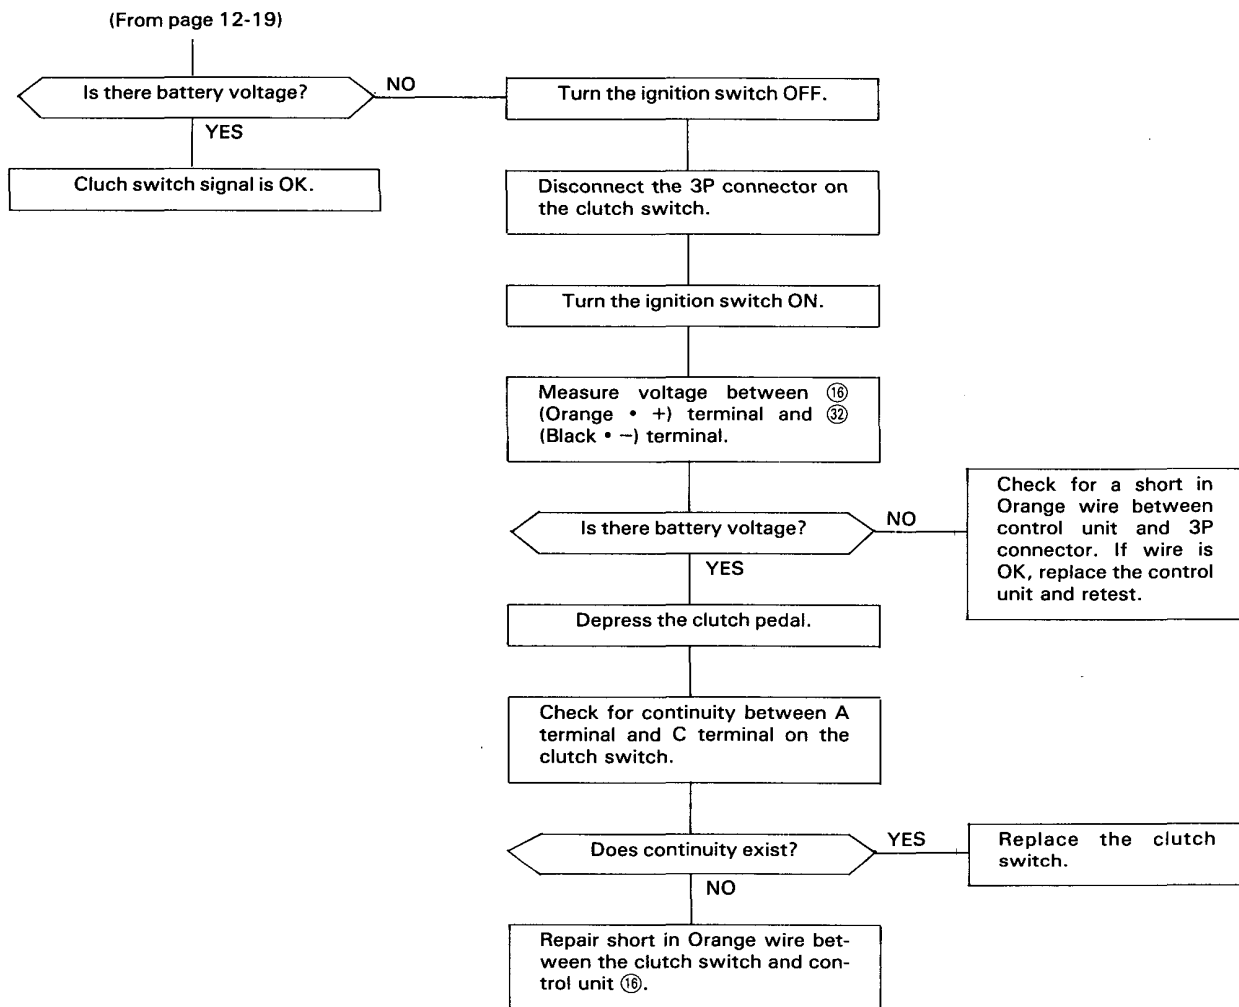 (From page 12-19)
Is there battery voltage?
NO
YES
Cluch switch signal is OK.
Turn the ignition switch OFF.
Disconnect the 3P connector on
the clutch switch.
Turn the ignition switch ON.
Measure voltage between ⑯
(Orange • +) terminal and ㉜
(Black • −) terminal.
Is there battery voltage?
NO
YES
Check for a short in
Orange wire between
control unit and 3P
connector. If wire is
OK, replace the control
unit and retest.
Depress the clutch pedal.
Check for continuity between A
terminal and C terminal on the
clutch switch.
Does continuity exist?
YES
NO
Replace the clutch
switch.
Repair short in Orange wire bet-
ween the clutch switch and con-
trol unit ⑯.